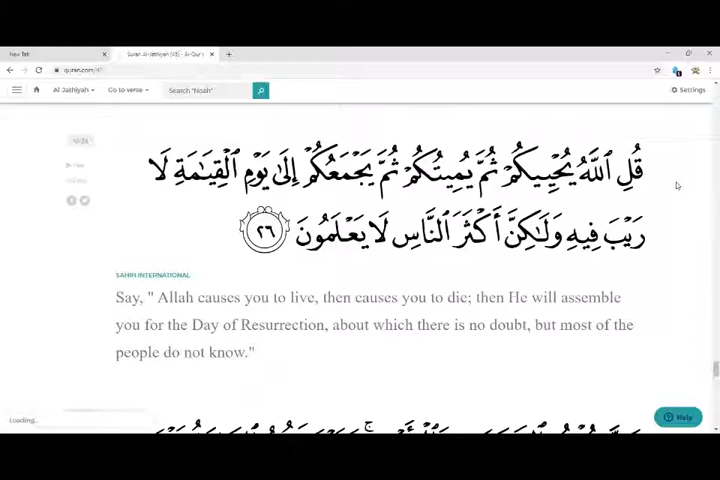 New Tab
Surah Al-Jathiyah [45] - Al-Qur'a
quran.com/45
Al Jathiyah
Go to verse
Search "Noah"
Settings
45:26
قُلِ ٱللَّهُ يُحْيِيكُمْ ثُمَّ يُمِيتُكُمْ ثُمَّ يَجْمَعُكُمْ إِلَىٰ يَوْمِ ٱلْقِيَـٰمَةِ لَا
رَيْبَ فِيهِ وَلَـٰكِنَّ أَكْثَرَ ٱلنَّاسِ لَا يَعْلَمُونَ ٢٦
SAHIH INTERNATIONAL
Say, " Allah causes you to live, then causes you to die; then He will assemble
you for the Day of Resurrection, about which there is no doubt, but most of the
people do not know."
Loading...
Help